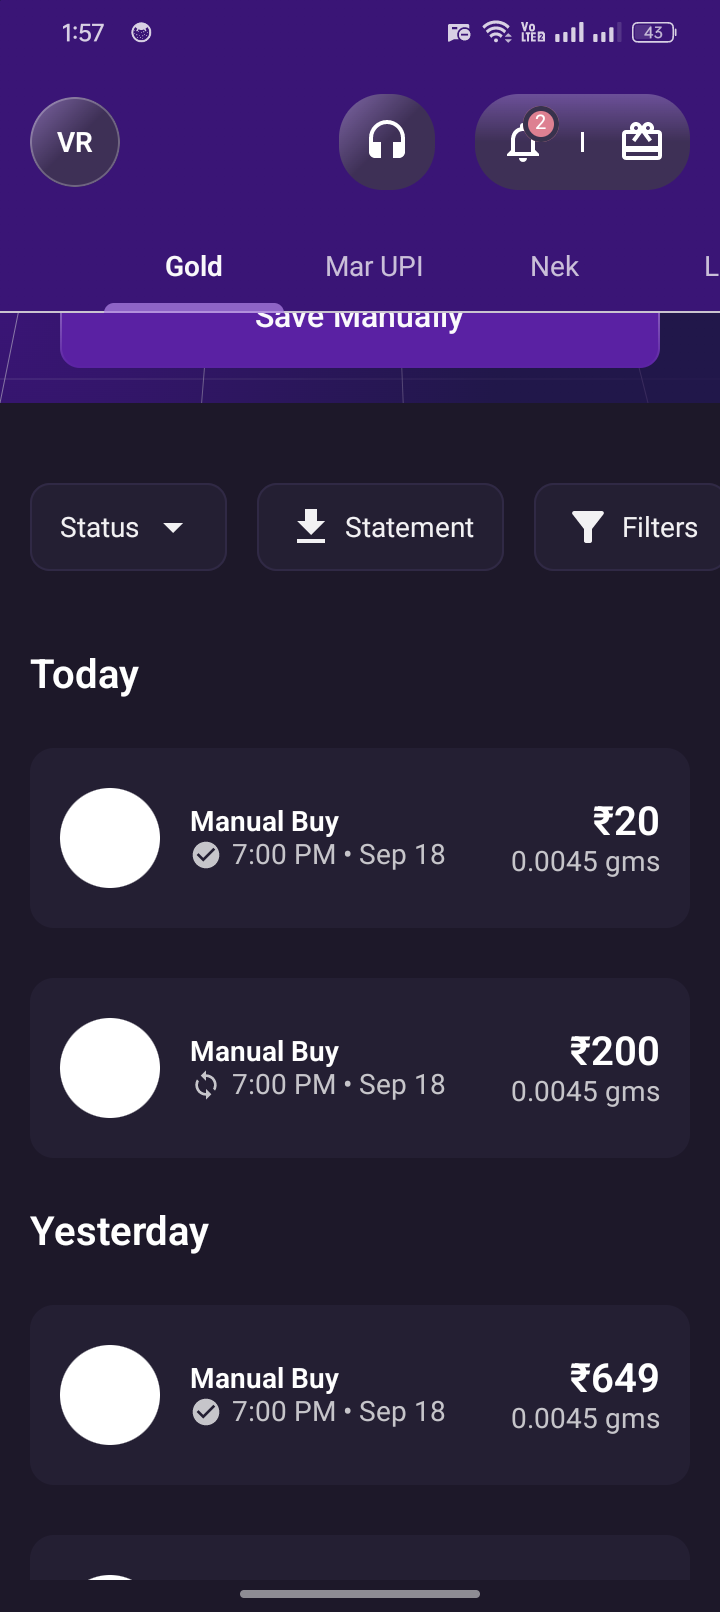 1:57
Vo
LTE2
43
VR
2
Gold
Mar UPI
Nek
L
Save Manually
Status
Statement
Filters
Today
Manual Buy
₹20
7:00 PM • Sep 18
0.0045 gms
Manual Buy
₹200
7:00 PM • Sep 18
0.0045 gms
Yesterday
Manual Buy
₹649
7:00 PM • Sep 18
0.0045 gms